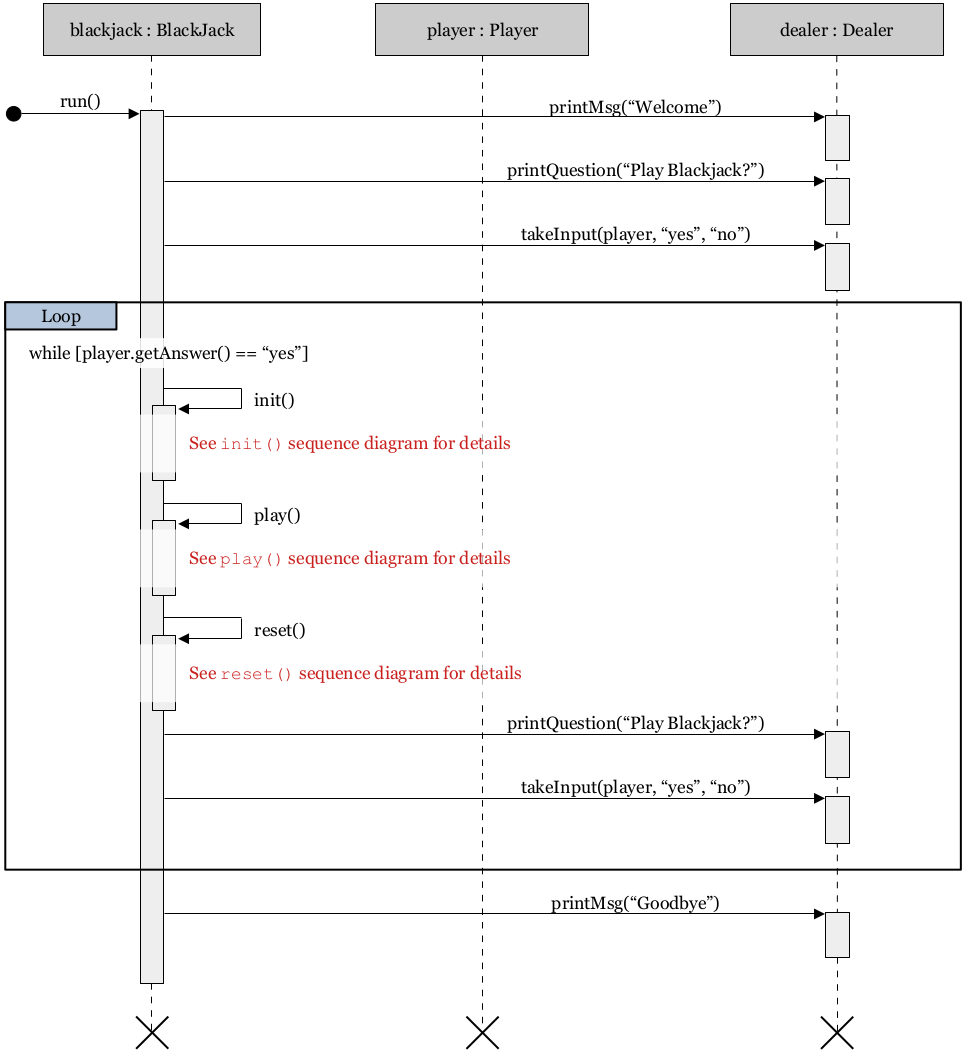 blackjack : BlackJack
player : Player
dealer : Dealer
run()
printMsg(“Welcome”)
printQuestion(“Play Blackjack?”)
takeInput(player, “yes”, “no”)
Loop
while [player.getAnswer() == “yes”]
init()
See init() sequence diagram for details
play()
See play() sequence diagram for details
reset()
See reset() sequence diagram for details
printQuestion(“Play Blackjack?”)
takeInput(player, “yes”, “no”)
printMsg(“Goodbye”)